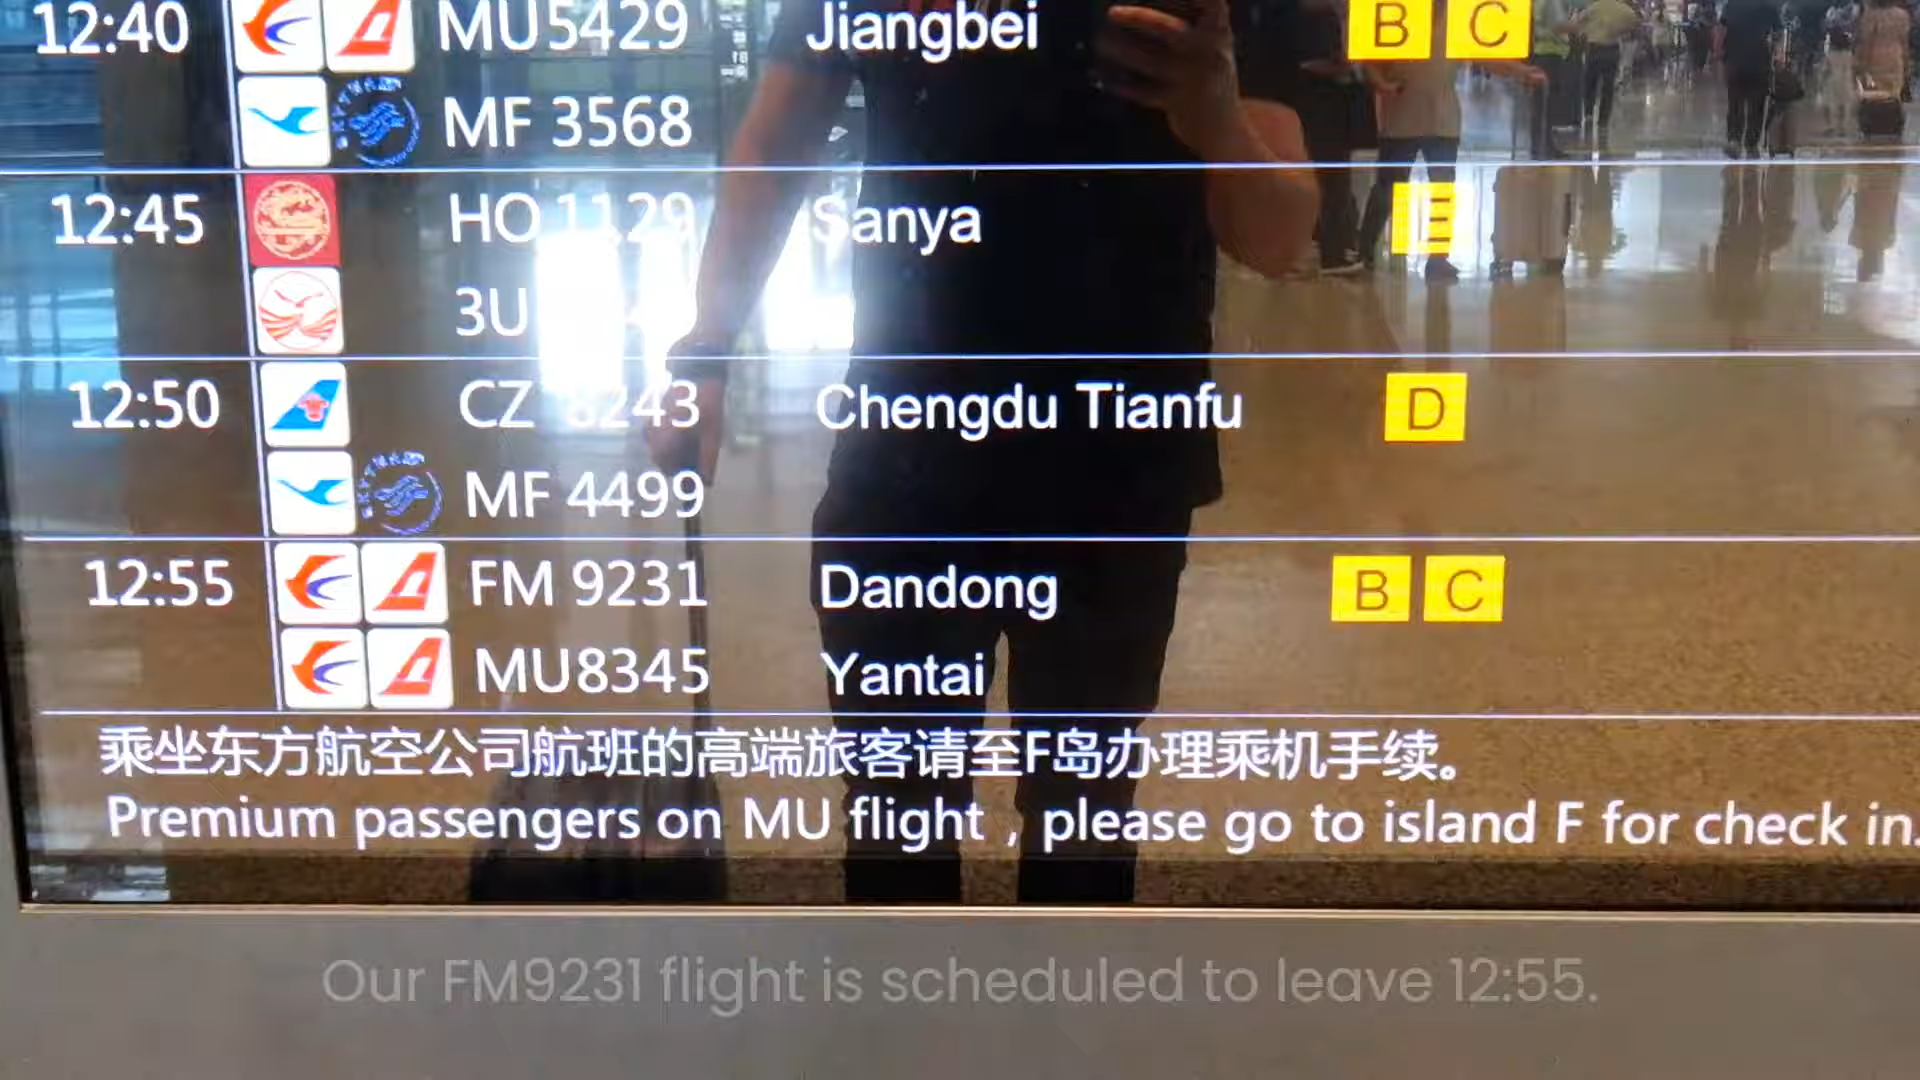 12:40 MU5429 Jiangbei B C
MF 3568
12:45 HO 1129 Sanya E
3U
12:50 CZ 8243 Chengdu Tianfu D
MF 4499
12:55 FM 9231 Dandong B C
MU8345 Yantai
乘坐东方航空公司航班的高端旅客请至F岛办理乘机手续。
Premium passengers on MU flight , please go to island F for check in.
Our FM9231 flight is scheduled to leave 12:55.